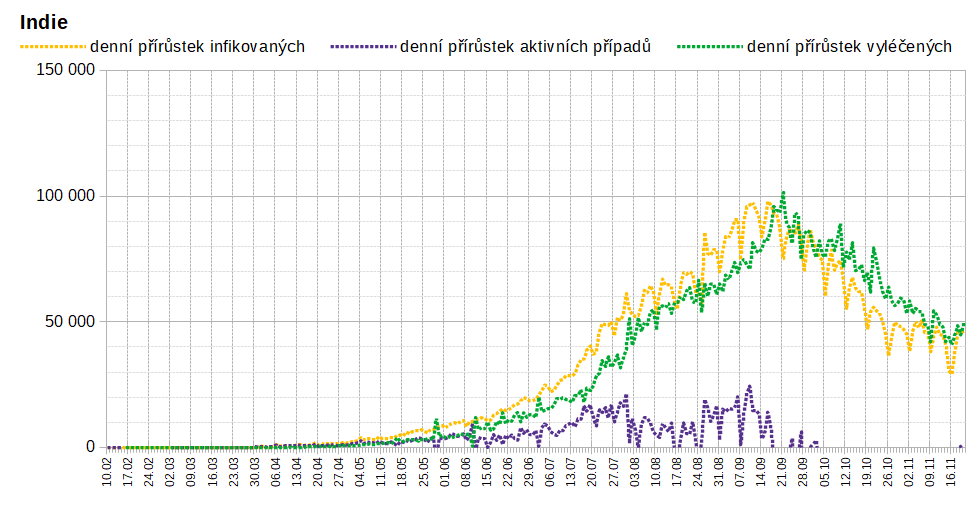 Indie
denní přírůstek infikovaných denní přírůstek aktivních případů denní přírůstek vyléčených
150 000
100 000
50 000
0
10.02 17.02 24.02 02.03 09.03 16.03 23.03 30.03 06.04 13.04 20.04 27.04 04.05 11.05 18.05 25.05 01.06 08.06 15.06 22.06 29.06 06.07 13.07 20.07 27.07 03.08 10.08 17.08 24.08 31.08 07.09 14.09 21.09 28.09 05.10 12.10 19.10 26.10 02.11 09.11 16.11